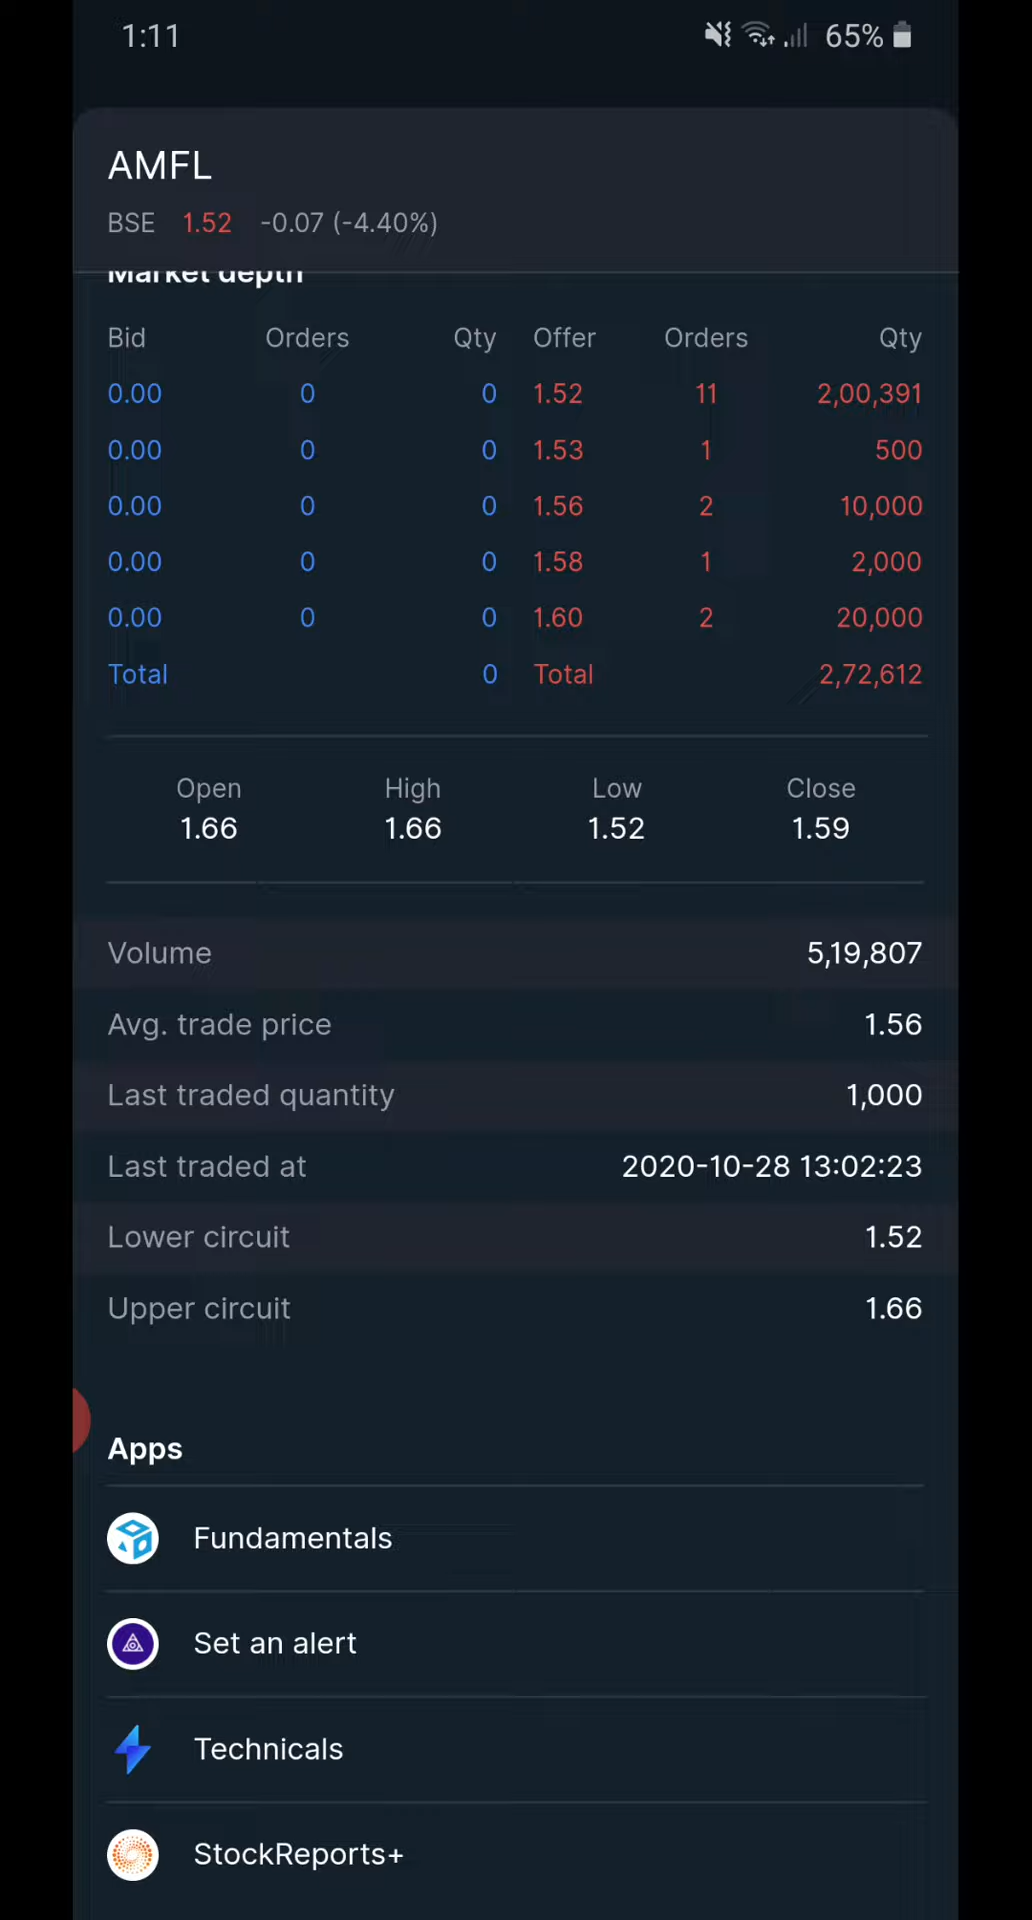 1:11 65%
AMFL
BSE 1.52 -0.07 (-4.40%)
Market depth
Bid Orders Qty Offer Orders Qty
0.00 0 0 1.52 11 2,00,391
0.00 0 0 1.53 1 500
0.00 0 0 1.56 2 10,000
0.00 0 0 1.58 1 2,000
0.00 0 0 1.60 2 20,000
Total 0 Total 2,72,612
Open High Low Close
1.66 1.66 1.52 1.59
Volume 5,19,807
Avg. trade price 1.56
Last traded quantity 1,000
Last traded at 2020-10-28 13:02:23
Lower circuit 1.52
Upper circuit 1.66
Apps
Fundamentals
Set an alert
Technicals
StockReports+